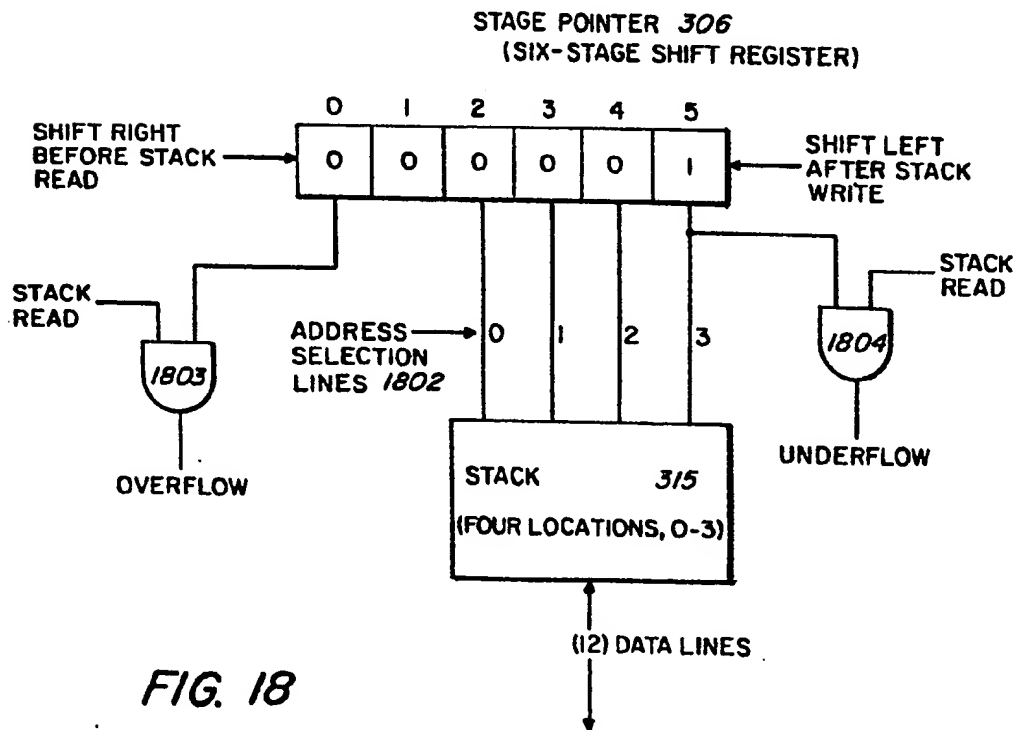 STAGE POINTER 306
(SIX-STAGE SHIFT REGISTER)
0 1 2 3 4 5
SHIFT RIGHT
BEFORE STACK
READ
0 0 0 0 0 1
SHIFT LEFT
AFTER STACK
WRITE
STACK
READ
1803
OVERFLOW
ADDRESS
SELECTION
LINES 1802
0 1 2 3
STACK
READ
1804
UNDERFLOW
STACK 315
(FOUR LOCATIONS, 0-3)
(12) DATA LINES
FIG. 18